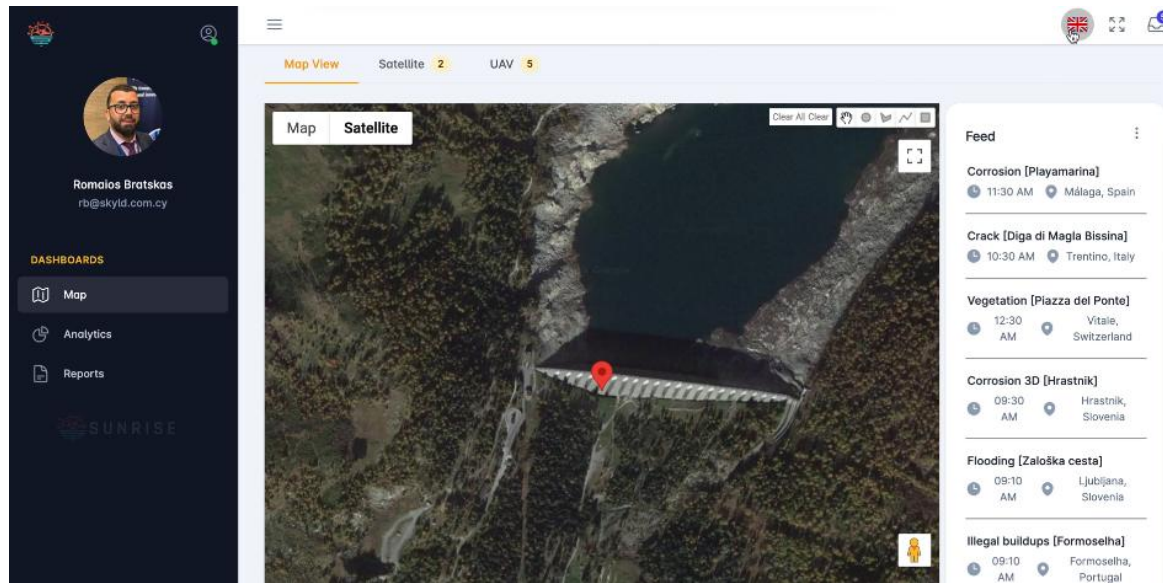 Map View
Satellite 2
UAV 5
Romaios Bratskas
rb@skyld.com.cy
DASHBOARDS
Map
Analytics
Reports
SUNRISE
Map
Satellite
Clear All Clear
Feed
Corrosion [Playamarina]
11:30 AM Málaga, Spain
Crack [Diga di Magla Bissina]
10:30 AM Trentino, Italy
Vegetation [Piazza del Ponte]
12:30 AM
Vitale, Switzerland
Corrosion 3D [Hrastnik]
09:30 AM
Hrastnik, Slovenia
Flooding [Zaloška cesta]
09:10 AM
Ljubljana, Slovenia
Illegal buildups [Formoselha]
09:10 AM
Formoselha, Portugal